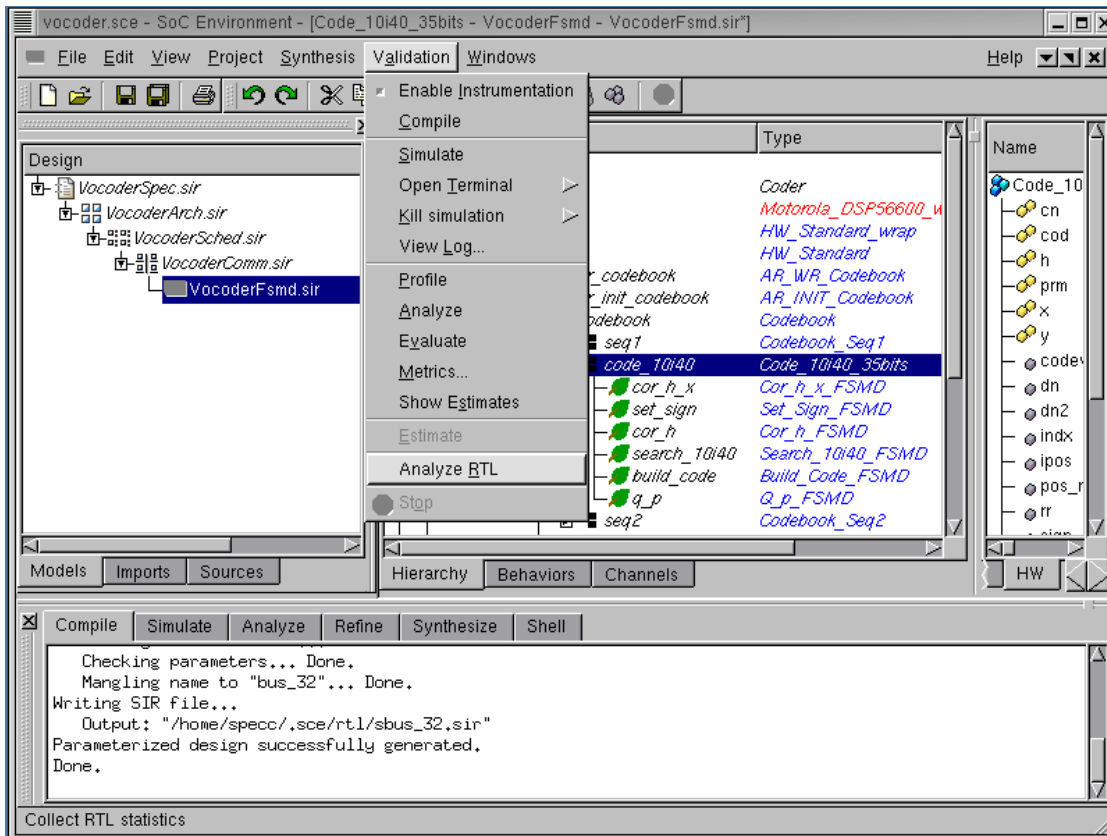 vocoder.sce - SoC Environment - [Code_10i40_35bits - VocoderFsmd - VocoderFsmd.sir*]
File Edit View Project Synthesis Validation Windows Help
Enable Instrumentation
Compile
Simulate
Open Terminal
Kill simulation
View Log...
Profile
Analyze
Evaluate
Metrics...
Show Estimates
Estimate
Analyze RTL
Stop
Design
VocoderSpec.sir
VocoderArch.sir
VocoderSched.sir
VocoderComm.sir
VocoderFsmd.sir
Models Imports Sources
Type
Coder
Motorola_DSP56600_w
HW_Standard_wrap
HW_Standard
r_codebook AR_WR_Codebook
r_init_codebook AR_INIT_Codebook
odebook Codebook
seq1 Codebook_Seq1
code_10i40 Code_10i40_35bits
cor_h_x Cor_h_x_FSMD
set_sign Set_Sign_FSMD
cor_h Cor_h_FSMD
search_10i40 Search_10i40_FSMD
build_code Build_Code_FSMD
q_p Q_p_FSMD
seq2 Codebook_Seq2
Hierarchy Behaviors Channels
Name
Code_10
cn
cod
h
prm
x
y
codev
dn
dn2
indx
ipos
pos_r
rr
HW
Compile Simulate Analyze Refine Synthesize Shell
Checking parameters... Done.
Mangling name to "bus_32"... Done.
Writing SIR file...
Output: "/home/specc/.sce/rtl/sbus_32.sir"
Parameterized design successfully generated.
Done.
Collect RTL statistics